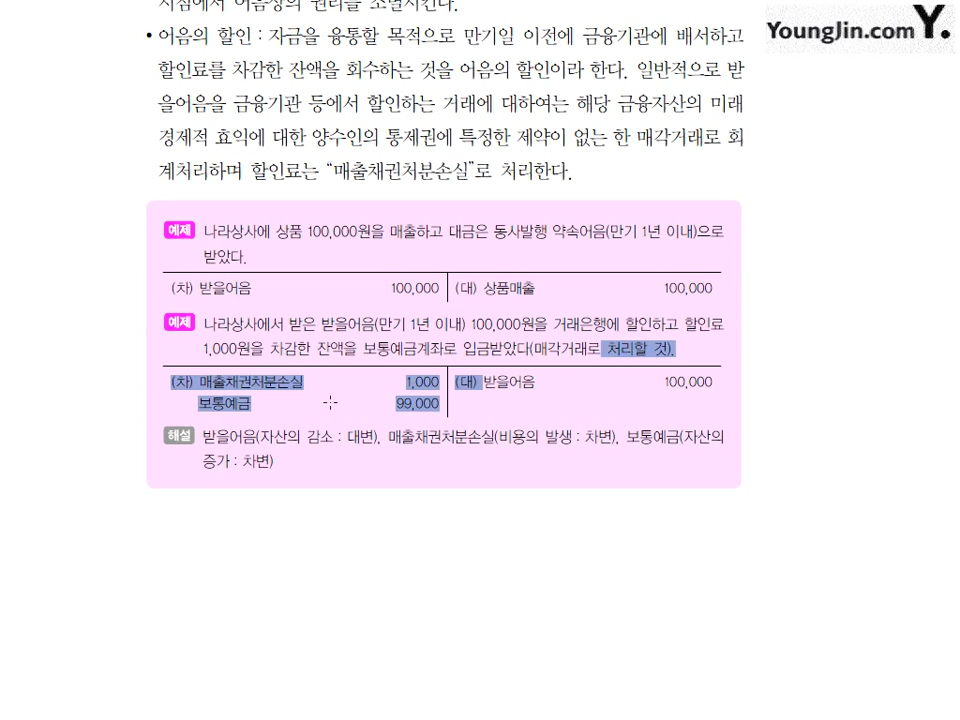 시점에서 어음상의 권리를 소멸시킨다.
Younglin.com Y.
• 어음의 할인 : 자금을 융통할 목적으로 만기일 이전에 금융기관에 배서하고
할인료를 차감한 잔액을 회수하는 것을 어음의 할인이라 한다. 일반적으로 받
을어음을 금융기관 등에서 할인하는 거래에 대하여는 해당 금융자산의 미래
경제적 효익에 대한 양수인의 통제권에 특정한 제약이 없는 한 매각거래로 회
계처리하며 할인료는 “매출채권처분손실”로 처리한다.
예제 나라상사에 상품 100,000원을 매출하고 대금은 동사발행 약속어음(만기 1년 이내)으로
받았다.
(차) 받을어음 100,000 (대) 상품매출 100,000
예제 나라상사에서 받은 받을어음(만기 1년 이내) 100,000원을 거래은행에 할인하고 할인료
1,000원을 차감한 잔액을 보통예금계좌로 입금받았다(매각거래로 처리할 것).
(차) 매출채권처분손실 1,000 (대) 받을어음 100,000
보통예금 99,000
해설 받을어음(자산의 감소 : 대변), 매출채권처분손실(비용의 발생 : 차변), 보통예금(자산의
증가 : 차변)